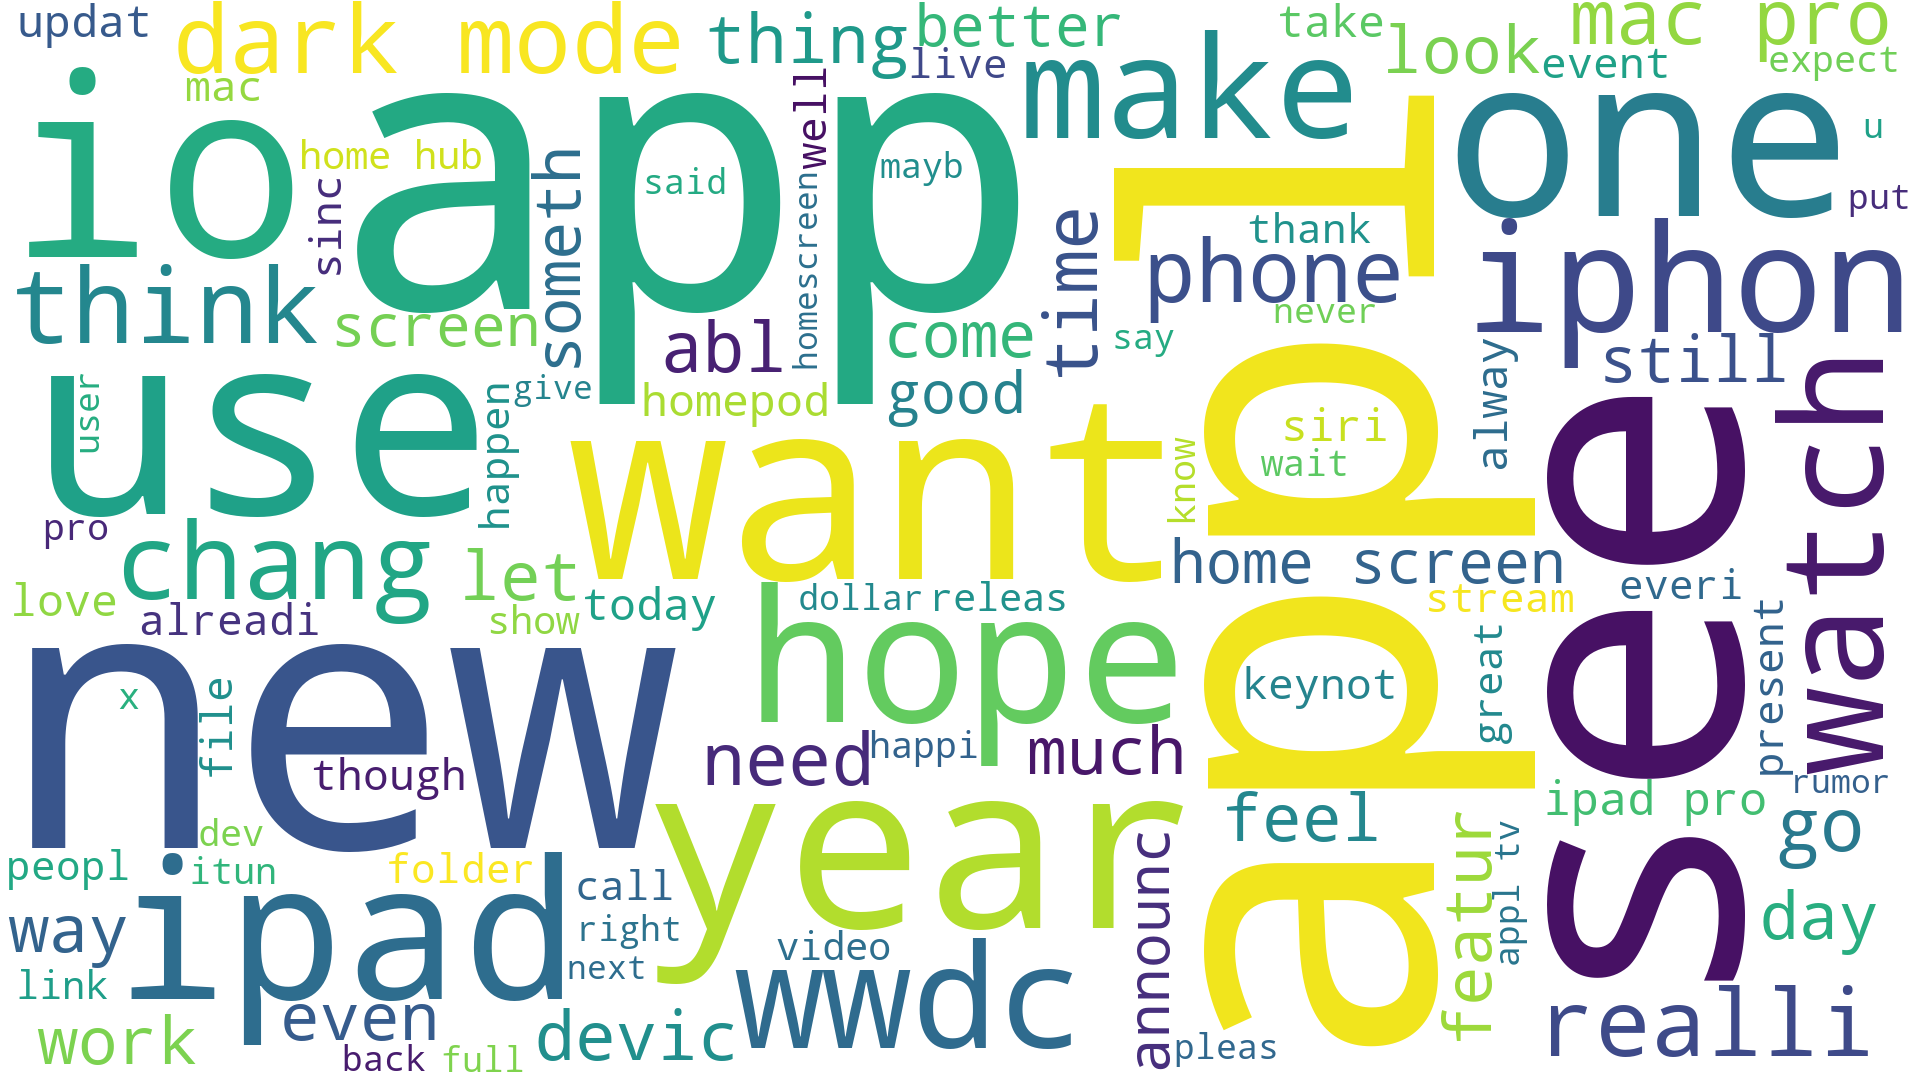 updat
dark mode
thing
better
take
mac pro
mac
live
look
event
expect
io
app
make
one
u
home hub
well
said
mayb
sinc
someth
homescreen
appl
thank
put
think
screen
abl
come
time
phone
iphon
never
say
still
use
user
happen
give
homepod
good
want
siri
wait
know
alway
see
watch
pro
chang
let
home screen
love
alreadi
show
today
dollar
releas
stream
everi
new
x
file
though
hope
need
happi
much
keynot
great
present
rumor
dev
peopl
itun
folder
year
feel
ipad pro
go
way
ipad
call
right
next
video
wwdc
announc
featur
appl tv
day
link
work
even
back
full
devic
pleas
realli